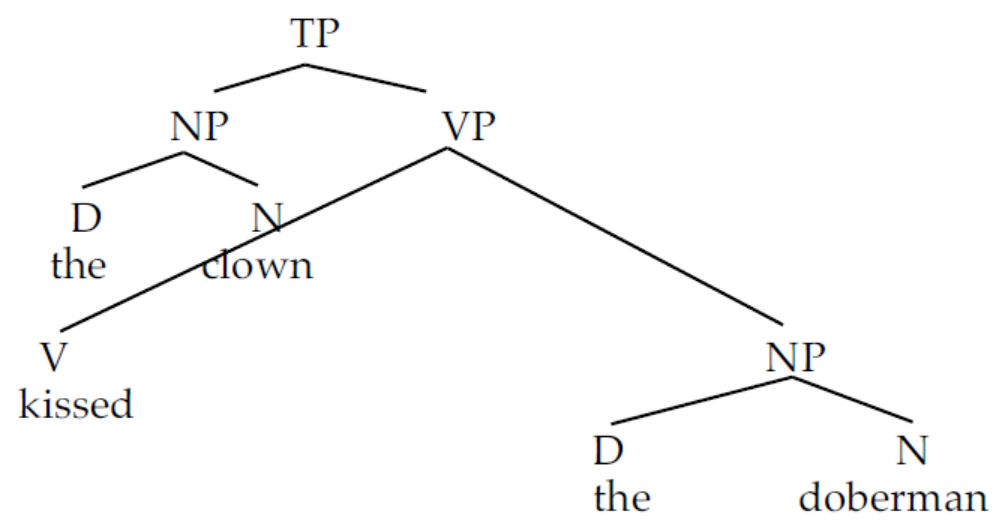 TP
NP VP
D N
the clown
V NP
kissed
D N
the doberman